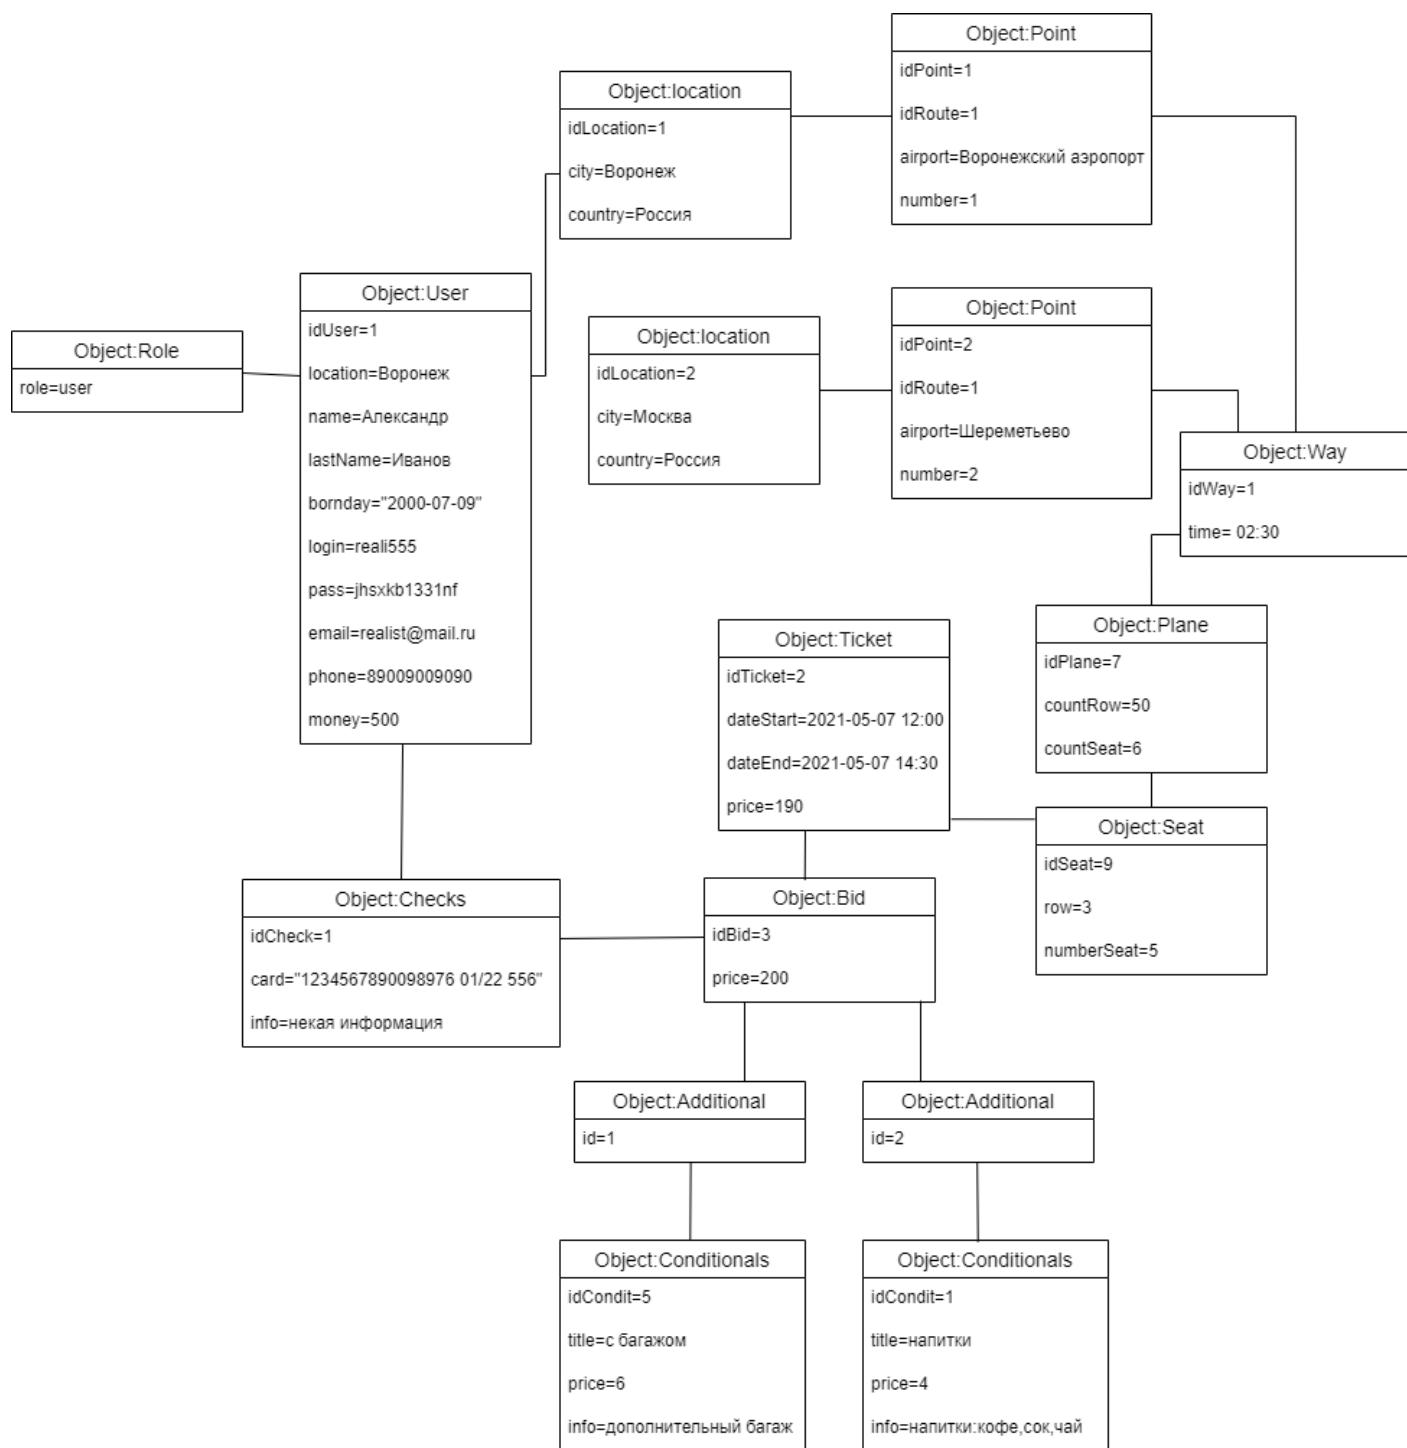 Object:Point
idPoint=1
idRoute=1
airport=Воронежский аэропорт
number=1
Object:location
idLocation=1
city=Воронеж
country=Россия
Object:User
idUser=1
location=Воронеж
name=Александр
lastName=Иванов
bornday="2000-07-09"
login=reali555
pass=jhsxkb1331nf
email=realist@mail.ru
phone=89009009090
money=500
Object:Role
role=user
Object:location
idLocation=2
city=Москва
country=Россия
Object:Point
idPoint=2
idRoute=1
airport=Шереметьево
number=2
Object:Way
idWay=1
time= 02:30
Object:Plane
idPlane=7
countRow=50
countSeat=6
Object:Ticket
idTicket=2
dateStart=2021-05-07 12:00
dateEnd=2021-05-07 14:30
price=190
Object:Seat
idSeat=9
row=3
numberSeat=5
Object:Checks
idCheck=1
card="1234567890098976 01/22 556"
info=некая информация
Object:Bid
idBid=3
price=200
Object:Additional
id=1
Object:Additional
id=2
Object:Conditionals
idCondit=5
title=с багажом
price=6
info=дополнительный багаж
Object:Conditionals
idCondit=1
title=напитки
price=4
info=напитки:кофе,сок,чай